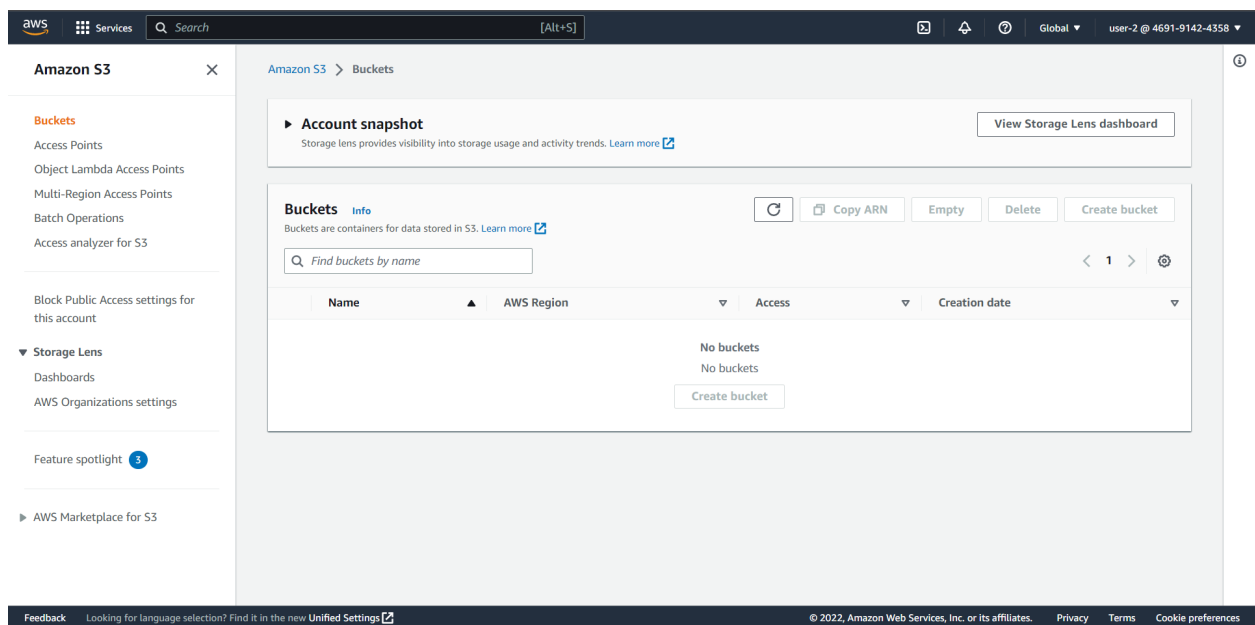 aws Services Search [Alt+S] Global user-2 @ 4691-9142-4358
Amazon S3
Buckets
Access Points
Object Lambda Access Points
Multi-Region Access Points
Batch Operations
Access analyzer for S3
Block Public Access settings for
this account
Storage Lens
Dashboards
AWS Organizations settings
Feature spotlight 3
AWS Marketplace for S3
Amazon S3 > Buckets
Account snapshot View Storage Lens dashboard
Storage lens provides visibility into storage usage and activity trends. Learn more
Buckets Info Copy ARN Empty Delete Create bucket
Buckets are containers for data stored in S3. Learn more
Find buckets by name < 1 >
Name AWS Region Access Creation date
No buckets
No buckets
Create bucket
Feedback Looking for language selection? Find it in the new Unified Settings © 2022, Amazon Web Services, Inc. or its affiliates. Privacy Terms Cookie preferences